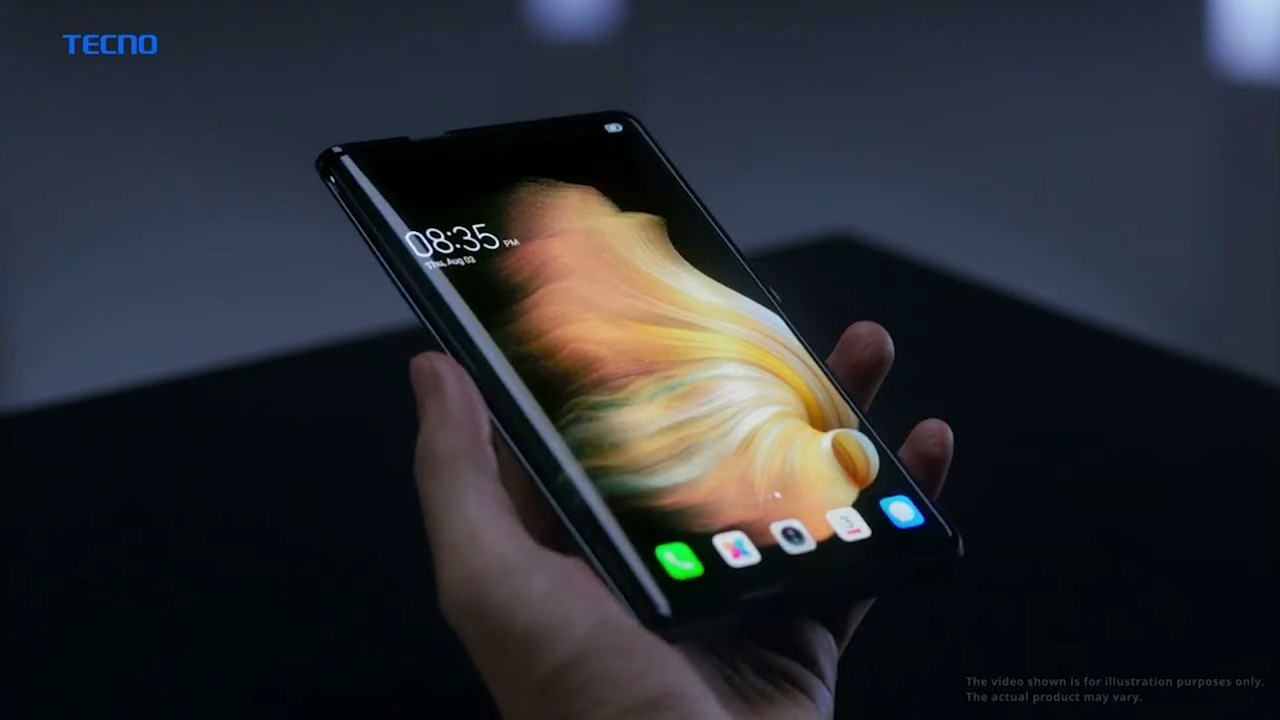 TECNO
08:35 PM
Thu, Aug 03
3
The video shown is for illustration purposes only.
The actual product may vary.